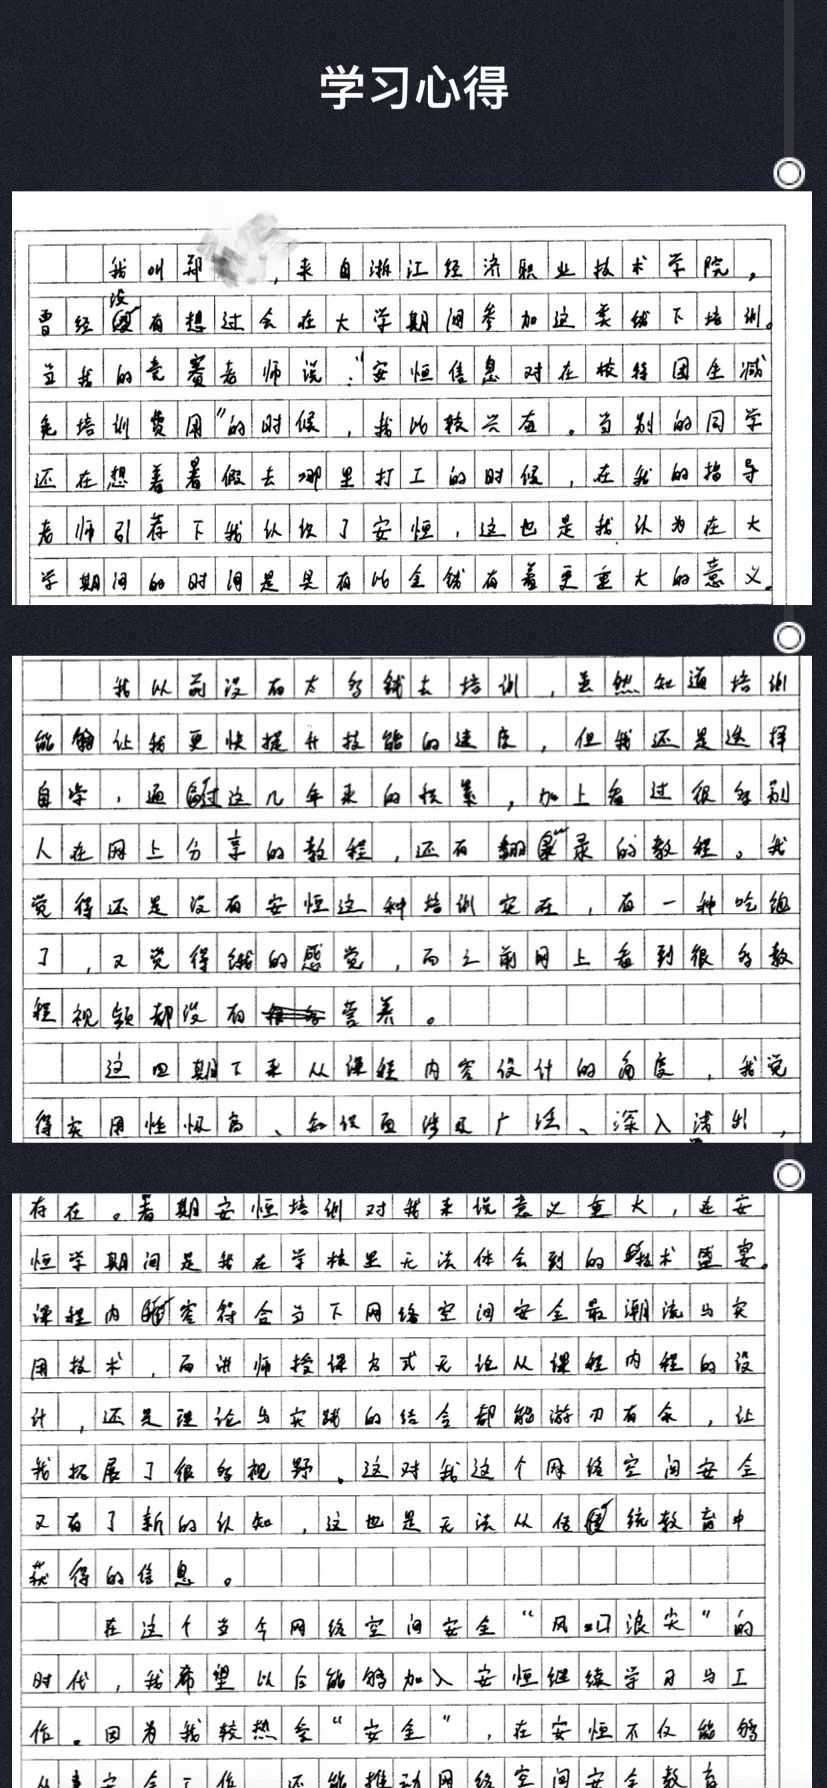 学习心得
我叫郑 ，来自浙江经济职业技术学院，
曾经没有想过会在大学期间参加这类线下培训。
当我的竞赛老师说："安恒信息对在校特困生减
免培训费用"的时候，我比较兴奋。当别的同学
还在想着暑假去哪里打工的时候，在我的指导
老师引荐下我认识了安恒，这也是我认为在大
学期间的时间是具有比金钱有着更重大的意义。
我以前没有太多钱去培训，虽然知道培训
能够让我更快提升技能的速度，但我还是选择
自学，通过这几年来的积累，加上看过很多别
人在网上分享的教程，还有翻录的教程。我
觉得还是没有安恒这种培训实在，有一种吃饱
了，又觉得饿的感觉，而之前网上看到很多教
程视频都没有营养。
这四期下来从课程内容设计的角度，我觉
得实用性极高、知识面涉及广泛、深入浅出，
存在。暑期安恒培训对我来说意义重大，在安
恒学期间是我在学校里无法体会到的技术盛宴。
课程内容符合当下网络空间安全最潮流与实
用技术，而讲师授课方式无论从课程内程的设
计，还是理论与实践的结合都能游刃有余，让
我拓展了很多视野。这对我这个网络空间安全
又有了新的认知，这也是无法从传统教育中
获得的信息。
在这个当今网络空间安全"风口浪尖"的
时代，我希望以后能够加入安恒继续学习与工
作。因为我较热爱"安全"，在安恒不仅能够
从事安全工作，还能推动网络空间安全教育